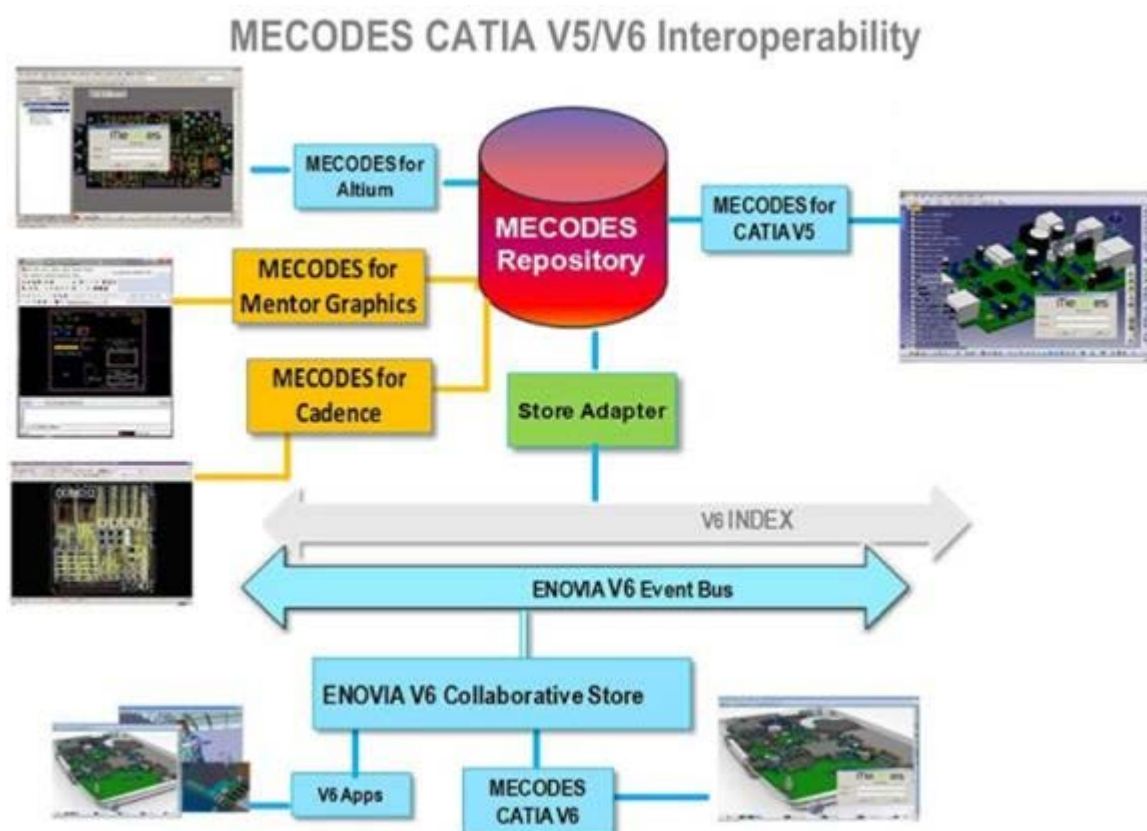 MECODES CATIA V5/V6 Interoperability
MECODES for
Altium
MECODES
Repository
MECODES for
CATIA V5
MECODES for
Mentor Graphics
MECODES for
Cadence
Store Adapter
V6 INDEX
ENOVIA V6 Event Bus
ENOVIA V6 Collaborative Store
V6 Apps
MECODES
CATIA V6